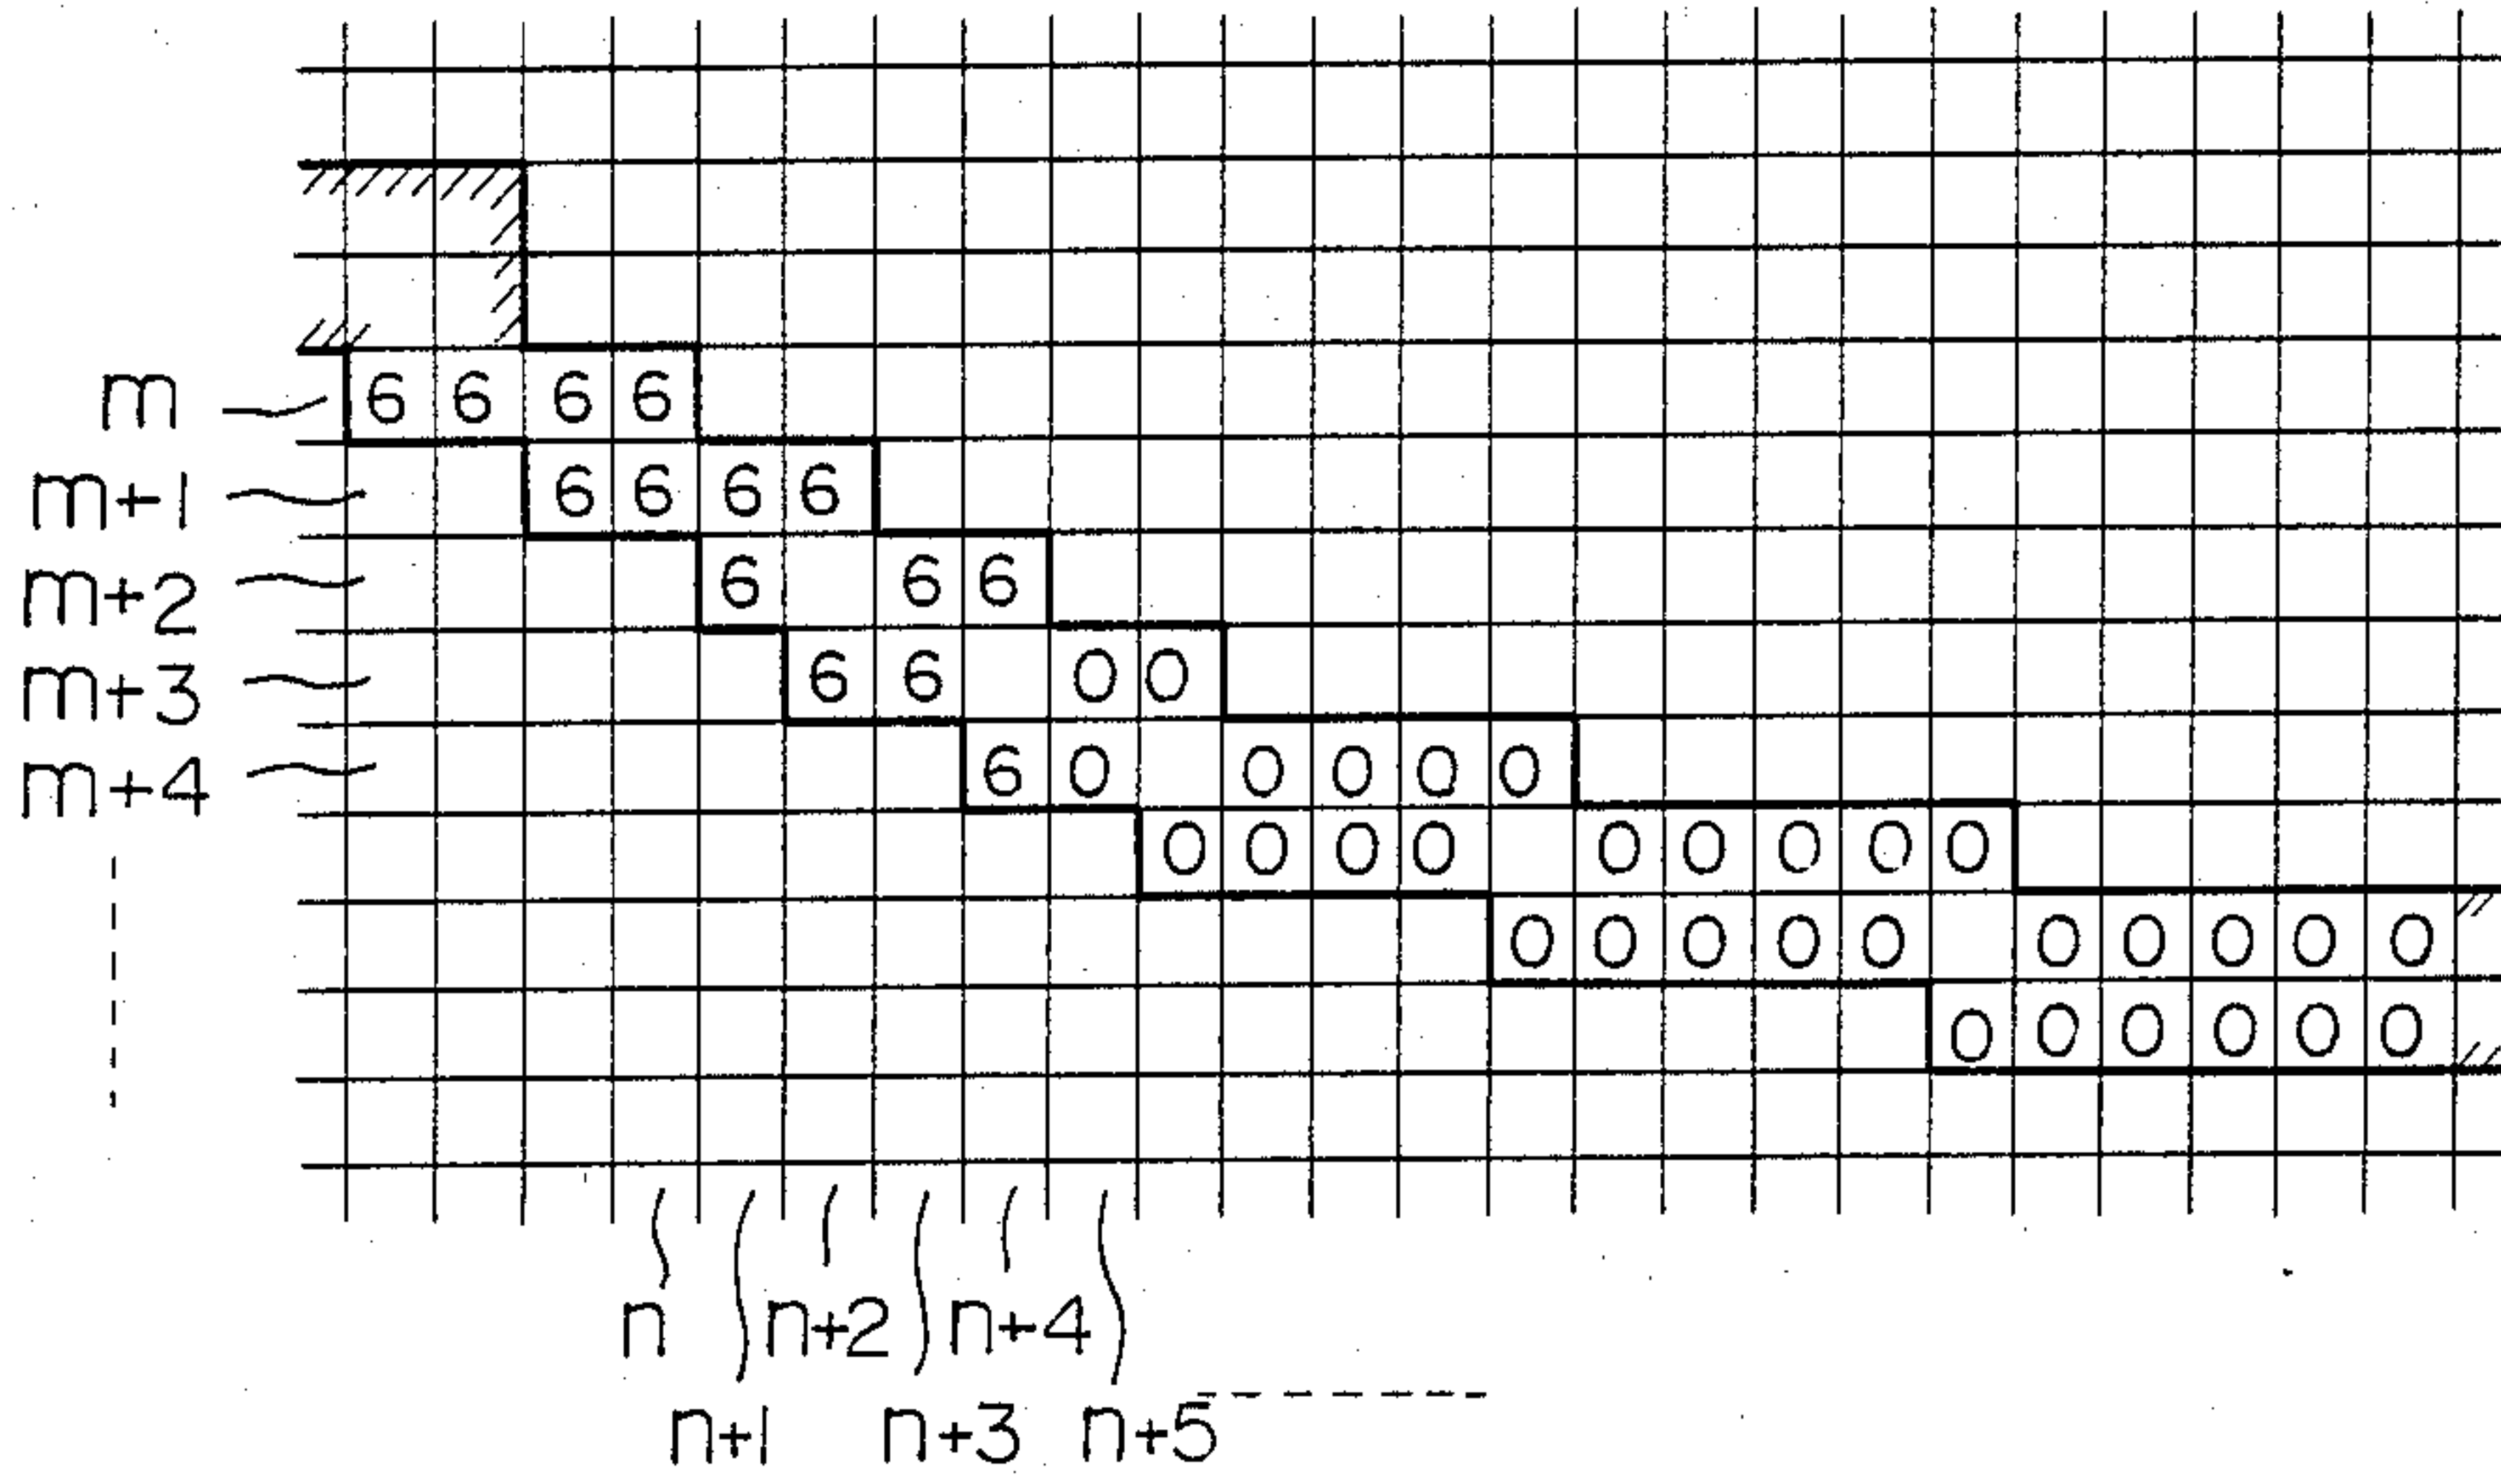 m 6 6 6 6
m+1 6 6 6 6
m+2 6 6 6
m+3 6 6 0 0
m+4 6 0 0 0 0 0
0 0 0 0 0 0 0 0 0
0 0 0 0 0 0 0 0 0 0
0 0 0 0 0 0
n n+2 n+4
n+1 n+3 n+5